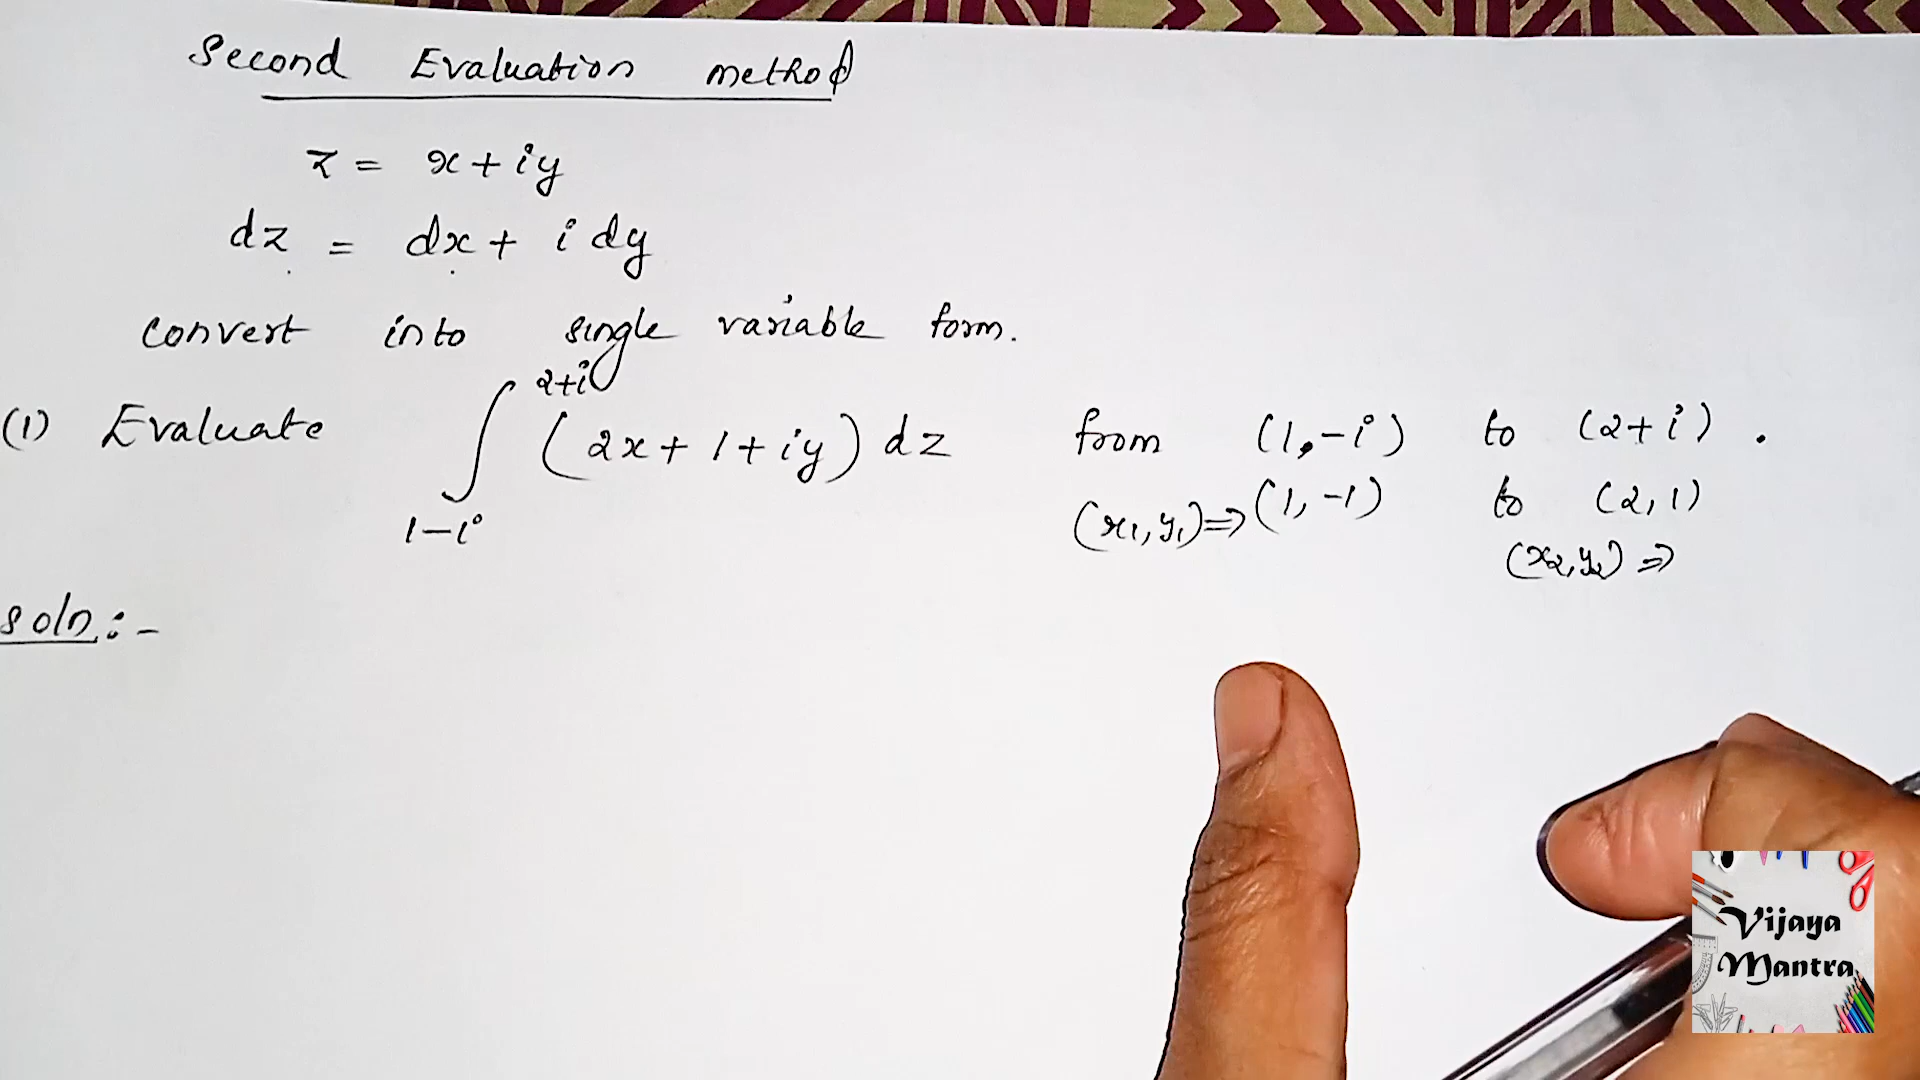 Second Evaluation method
z = x + iy
dz = dx + i dy
convert into single variable form.
(1) Evaluate ∫ (2x + 1 + iy) dz from (1, -i) to (2 + i) .
2+i
1-i
(x1, y1) ⇒ (1, -1) to (2, 1)
(x2, y2) ⇒
soln :-
Vijaya
Mantra